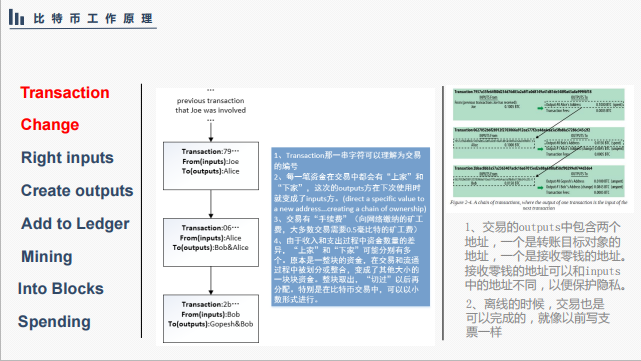 比特币工作原理
Transaction
Change
Right inputs
Create outputs
Add to Ledger
Mining
Into Blocks
Spending
...
previous transaction
that Joe was involved
...
Transaction:79···
From(inputs):Joe
To(outputs):Alice
Transaction:06···
From(inputs):Alice
To(outputs):Bob&Alice
Transaction:2b···
From(inputs):Bob
To(outputs):Gopesh&Bob
1、Transaction那一串字符可以理解为交易
的编号
2、每一笔资金在交易中都会有“上家”和
“下家”，这次的outputs方在下次使用时
就变成了inputs方。(direct a specific value to
a new address...creating a chain of ownership)
3、交易有“手续费”（向网络缴纳的矿工
费，大多数交易需要0.5毫比特的矿工费）
4、由于收入和支出过程中资金数量的差
异，“上家”和“下家”可能分别有多
个。原本是一整块的资金，在交易和流通
过程中被划分或整合，变成了其他大小的
一块块资金。整块取出，“切过”以后再
分配。特别是在比特币交易中，可以以小
数形式进行。
INPUTS From
OUTPUTS To
INPUTS From
OUTPUTS To
INPUTS From
OUTPUTS To
Figure 2-4. A chain of transactions, where the output of one transaction is the input of the
next transaction
1、交易的outputs中包含两个
地址，一个是转账目标对象的
地址，一个是接收零钱的地址。
接收零钱的地址可以和inputs
中的地址不同，以便保护隐私。
2、离线的时候，交易也是
可以完成的，就像以前写支
票一样